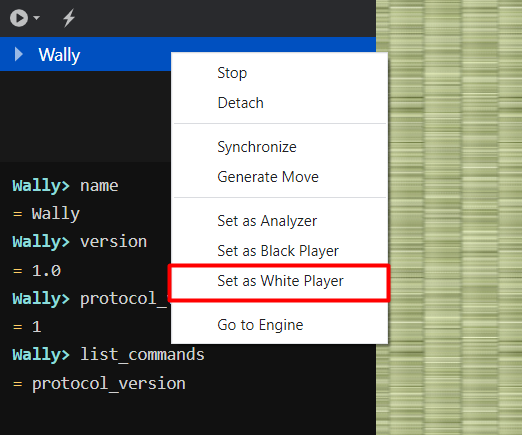 Wally
Stop
Detach
Synchronize
Generate Move
Set as Analyzer
Set as Black Player
Set as White Player
Go to Engine
Wally> name
= Wally
Wally> version
= 1.0
Wally> protocol_
= 1
Wally> list_commands
= protocol_version